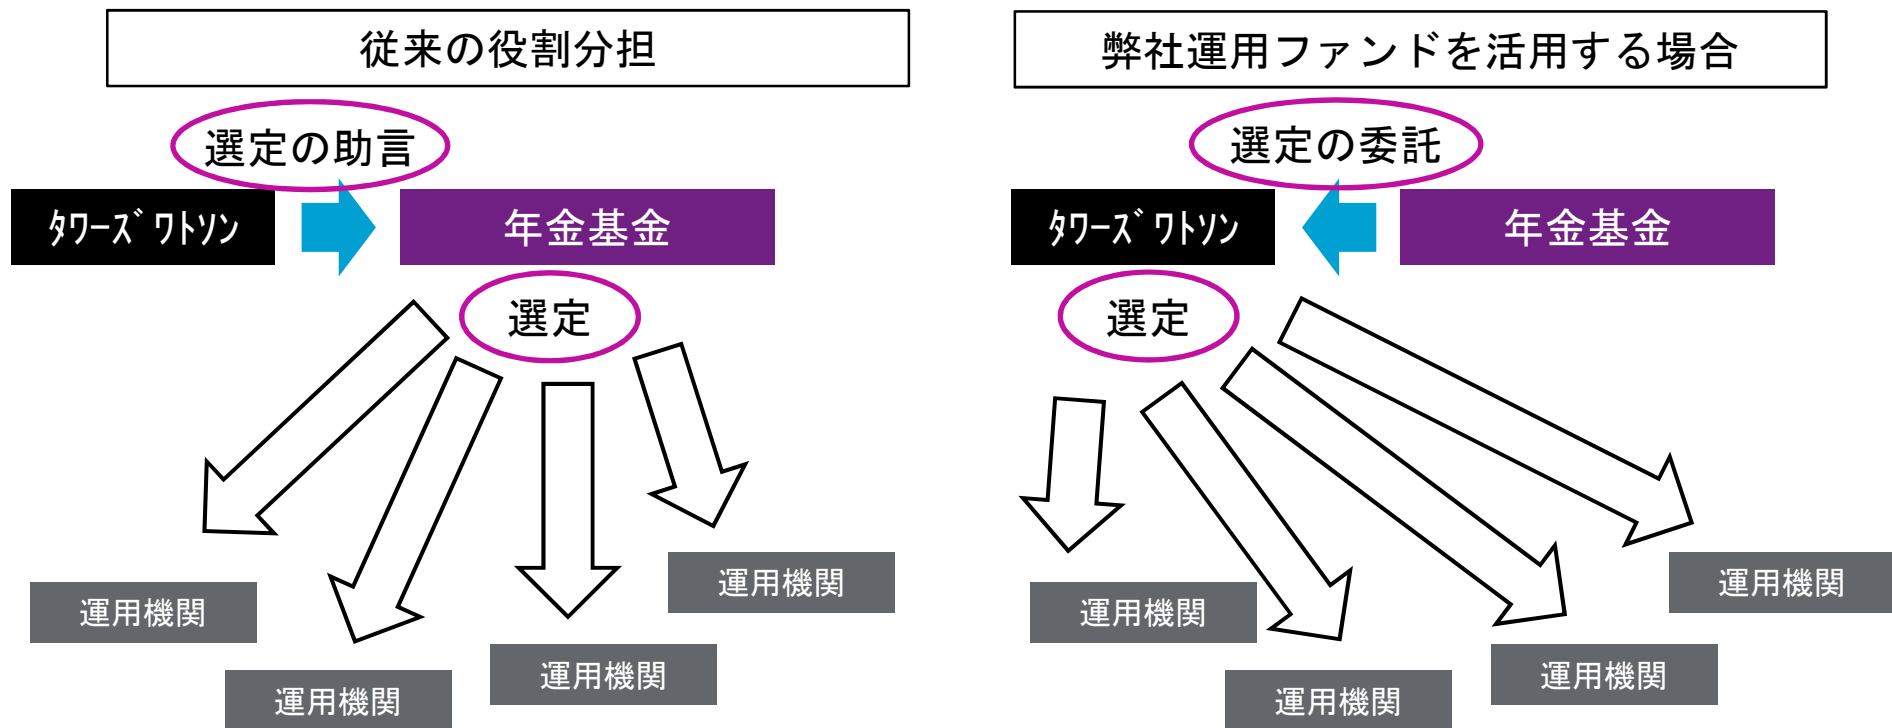 従来の役割分担
選定の助言
ﾀﾜｰｽﾞﾜﾄｿﾝ
年金基金
選定
運用機関
運用機関
運用機関
運用機関
弊社運用ファンドを活用する場合
選定の委託
ﾀﾜｰｽﾞﾜﾄｿﾝ
年金基金
選定
運用機関
運用機関
運用機関
運用機関